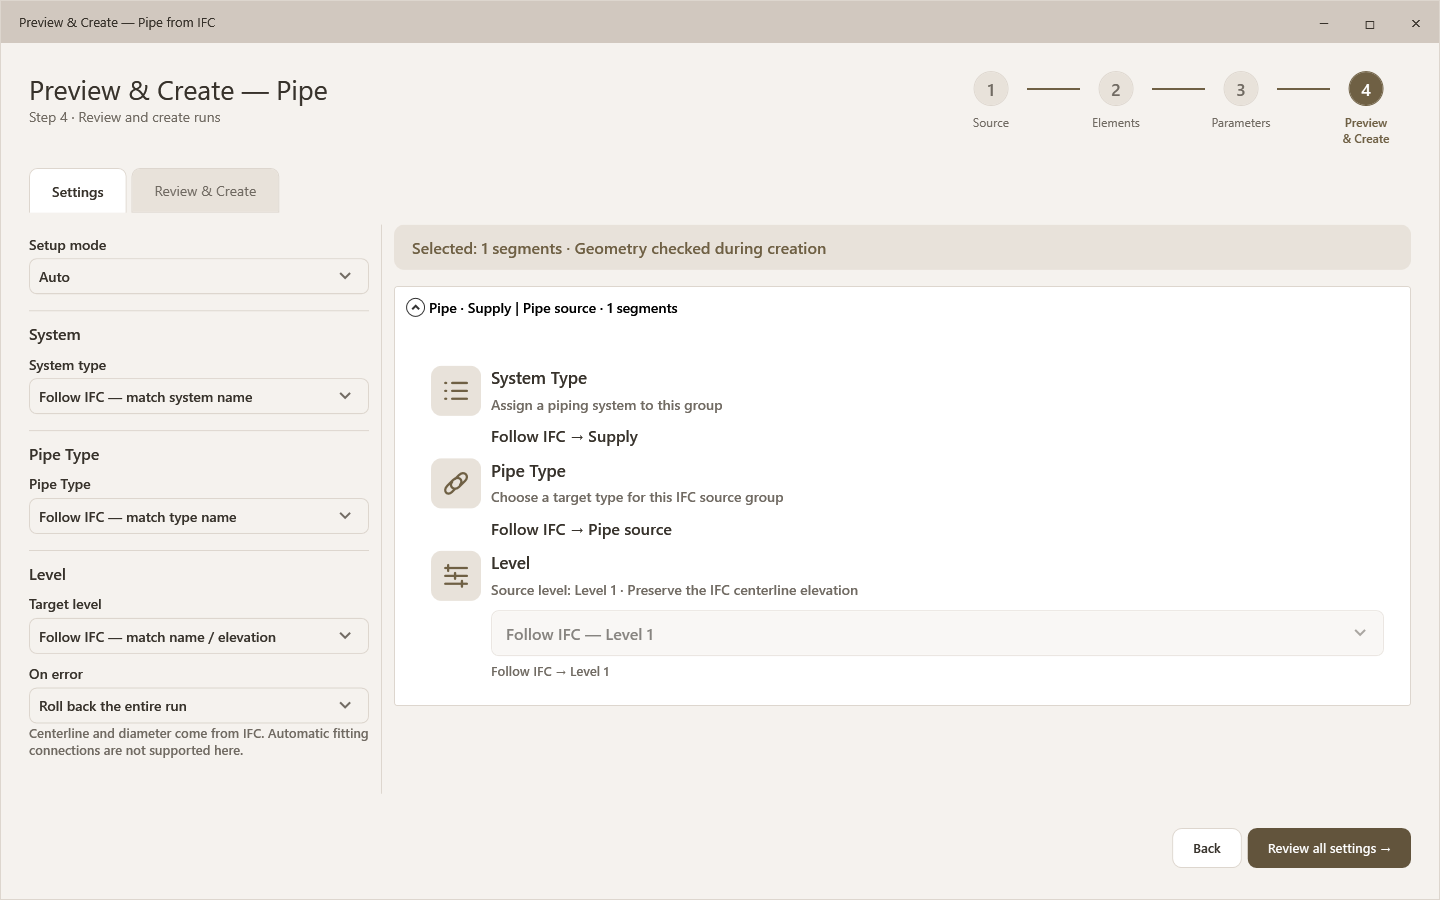 Preview & Create — Pipe from IFC
Preview & Create — Pipe
Step 4 · Review and create runs
1
2
3
4
Source
Elements
Parameters
Preview
& Create
Settings
Review & Create
Setup mode
Auto
System
System type
Follow IFC — match system name
Pipe Type
Pipe Type
Follow IFC — match type name
Level
Target level
Follow IFC — match name / elevation
On error
Roll back the entire run
Centerline and diameter come from IFC. Automatic fitting
connections are not supported here.
Selected: 1 segments · Geometry checked during creation
Pipe · Supply | Pipe source · 1 segments
System Type
Assign a piping system to this group
Follow IFC → Supply
Pipe Type
Choose a target type for this IFC source group
Follow IFC → Pipe source
Level
Source level: Level 1 · Preserve the IFC centerline elevation
Follow IFC — Level 1
Follow IFC → Level 1
Back
Review all settings →